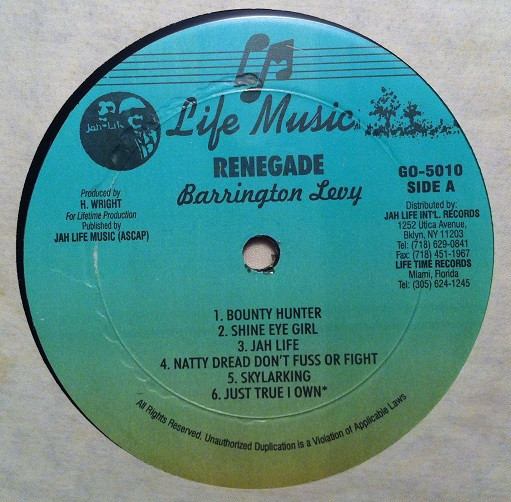 Jah Life
Life Music
RENEGADE
Barrington Levy
GO-5010
SIDE A
Produced by
H. WRIGHT
For Lifetime Production
Published by
JAH LIFE MUSIC (ASCAP)
Distributed by:
JAH LIFE INT'L. RECORDS
1252 Utica Avenue,
Bklyn, NY 11203
Tel: (718) 629-0841
Fax: (718) 451-1967
LIFE TIME RECORDS
Miami, Florida
Tel: (305) 624-1245
1. BOUNTY HUNTER
2. SHINE EYE GIRL
3. JAH LIFE
4. NATTY DREAD DON'T FUSS OR FIGHT
5. SKYLARKING
6. JUST TRUE I OWN*
All Rights Reserved, Unauthorized Duplication is a Violation of Applicable Laws